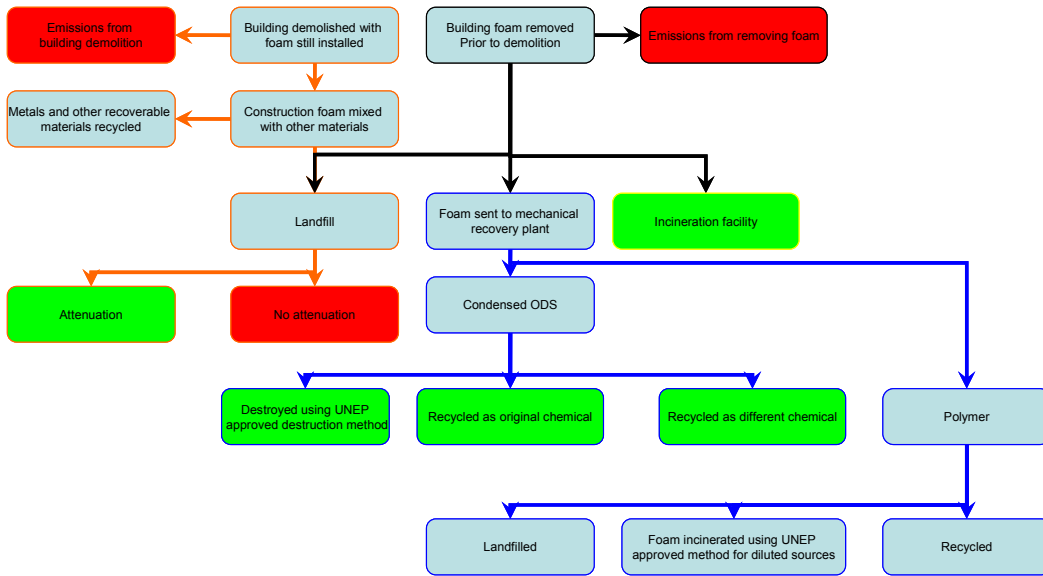 Emissions from
building demolition
Building demolished with
foam still installed
Building foam removed
Prior to demolition
Emissions from removing foam
Metals and other recoverable
materials recycled
Construction foam mixed
with other materials
Landfill
Foam sent to mechanical
recovery plant
Incineration facility
Attenuation
No attenuation
Condensed ODS
Destroyed using UNEP
approved destruction method
Recycled as original chemical
Recycled as different chemical
Polymer
Landfilled
Foam incinerated using UNEP
approved method for diluted sources
Recycled